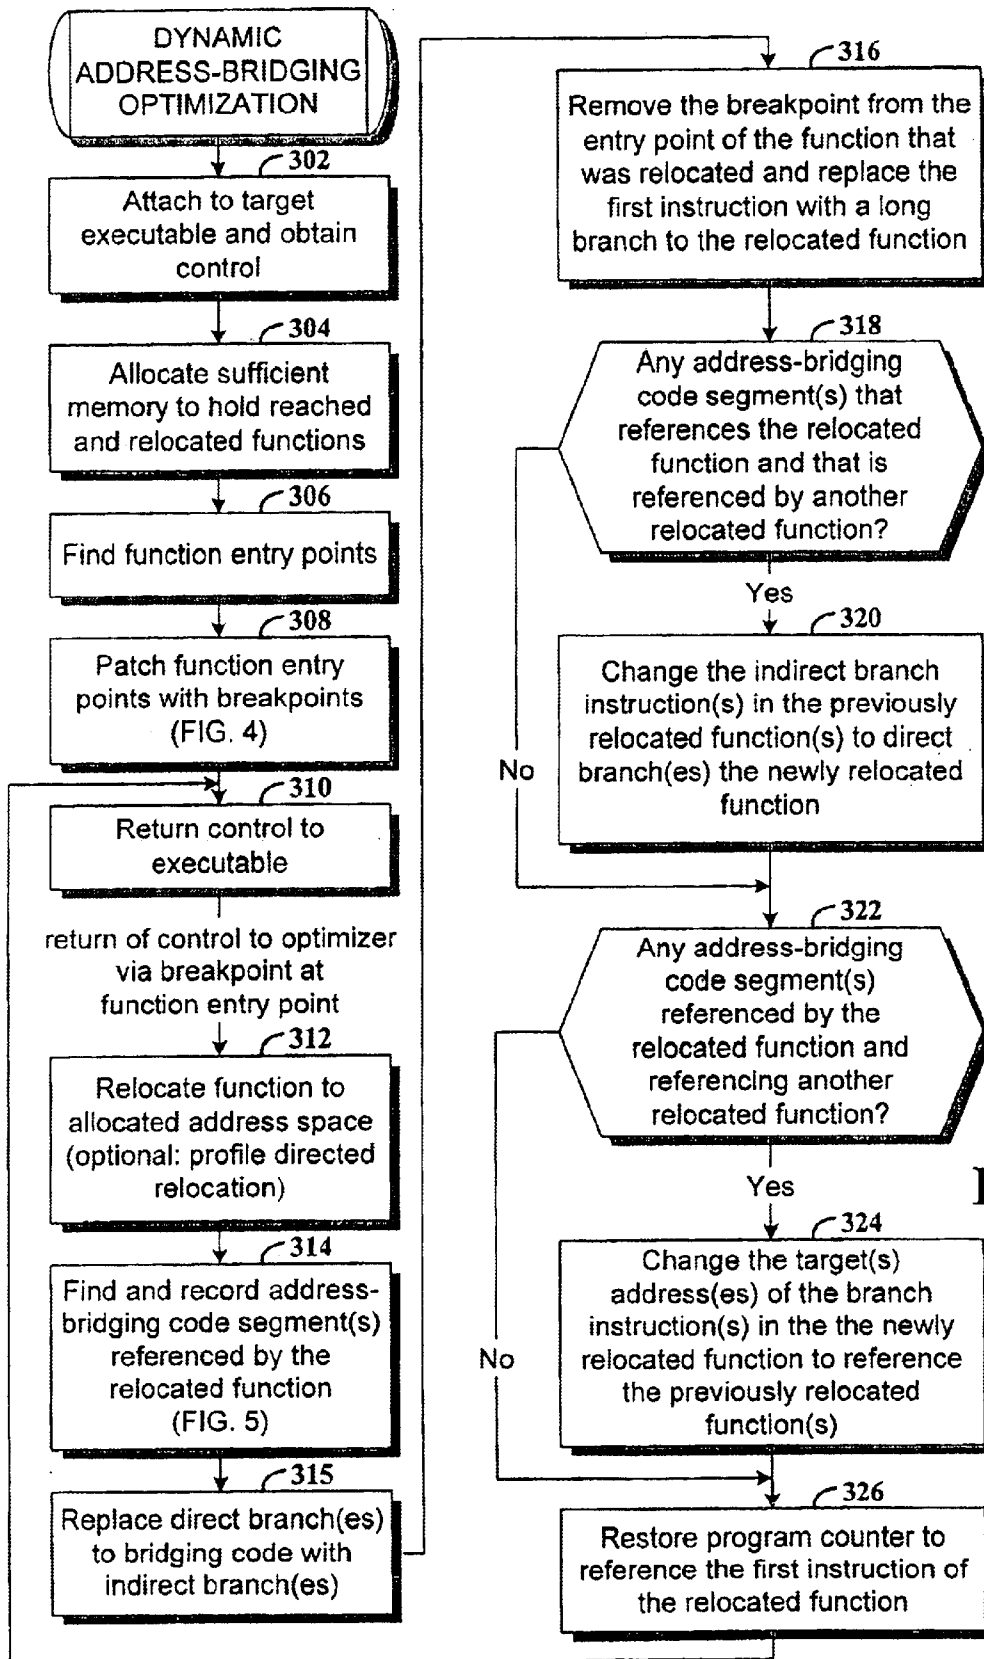 DYNAMIC
ADDRESS-BRIDGING
OPTIMIZATION
302
Attach to target
executable and obtain
control
304
Allocate sufficient
memory to hold reached
and relocated functions
306
Find function entry points
308
Patch function entry
points with breakpoints
(FIG. 4)
310
Return control to
executable
return of control to optimizer
via breakpoint at
function entry point
312
Relocate function to
allocated address space
(optional: profile directed
relocation)
314
Find and record address-
bridging code segment(s)
referenced by the
relocated function
(FIG. 5)
315
Replace direct branch(es)
to bridging code with
indirect branch(es)
316
Remove the breakpoint from the
entry point of the function that
was relocated and replace the
first instruction with a long
branch to the relocated function
318
Any address-bridging
code segment(s) that
references the relocated
function and that is
referenced by another
relocated function?
Yes
No
320
Change the indirect branch
instruction(s) in the previously
relocated function(s) to direct
branch(es) the newly relocated
function
322
Any address-bridging
code segment(s)
referenced by the
relocated function and
referencing another
relocated function?
Yes
No
324
Change the target(s)
address(es) of the branch
instruction(s) in the the newly
relocated function to reference
the previously relocated
function(s)
326
Restore program counter to
reference the first instruction of
the relocated function